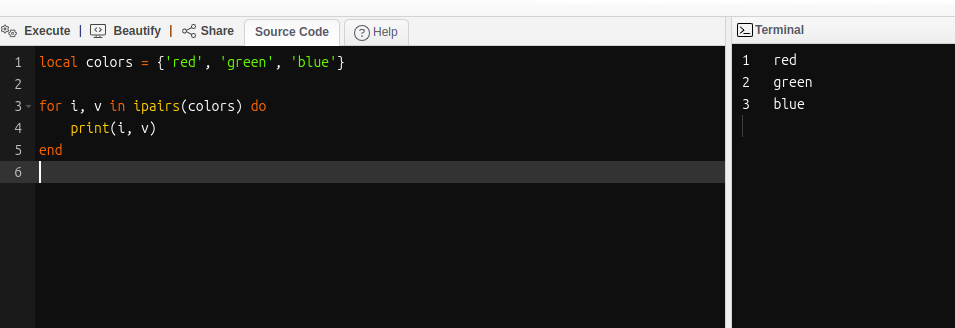 Execute | Beautify | Share Source Code ? Help
1 local colors = {'red', 'green', 'blue'}
2
3 for i, v in ipairs(colors) do
4     print(i, v)
5 end
6
Terminal
1 red
2 green
3 blue